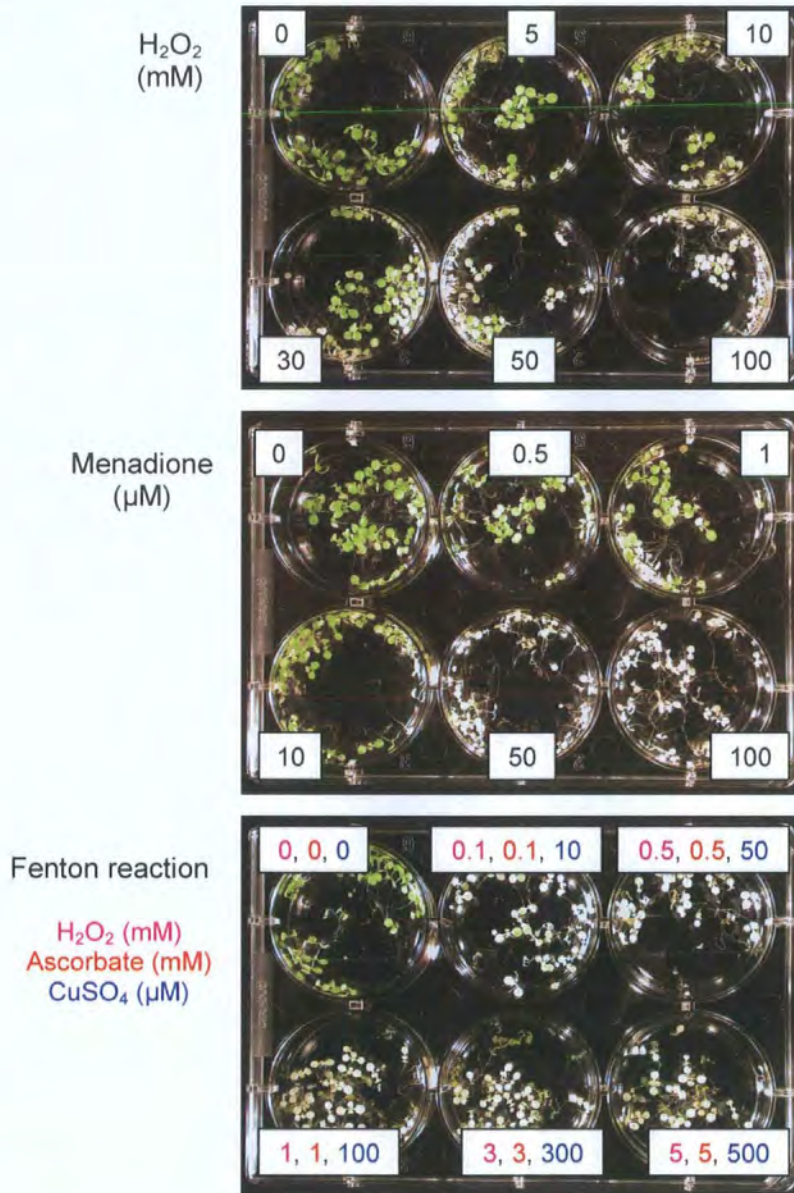 H₂O₂
(mM)
0
5
10
30
50
100
Menadione
(µM)
0
0.5
1
10
50
100
Fenton reaction
H₂O₂ (mM)
Ascorbate (mM)
CuSO₄ (µM)
0, 0, 0
0.1, 0.1, 10
0.5, 0.5, 50
1, 1, 100
3, 3, 300
5, 5, 500